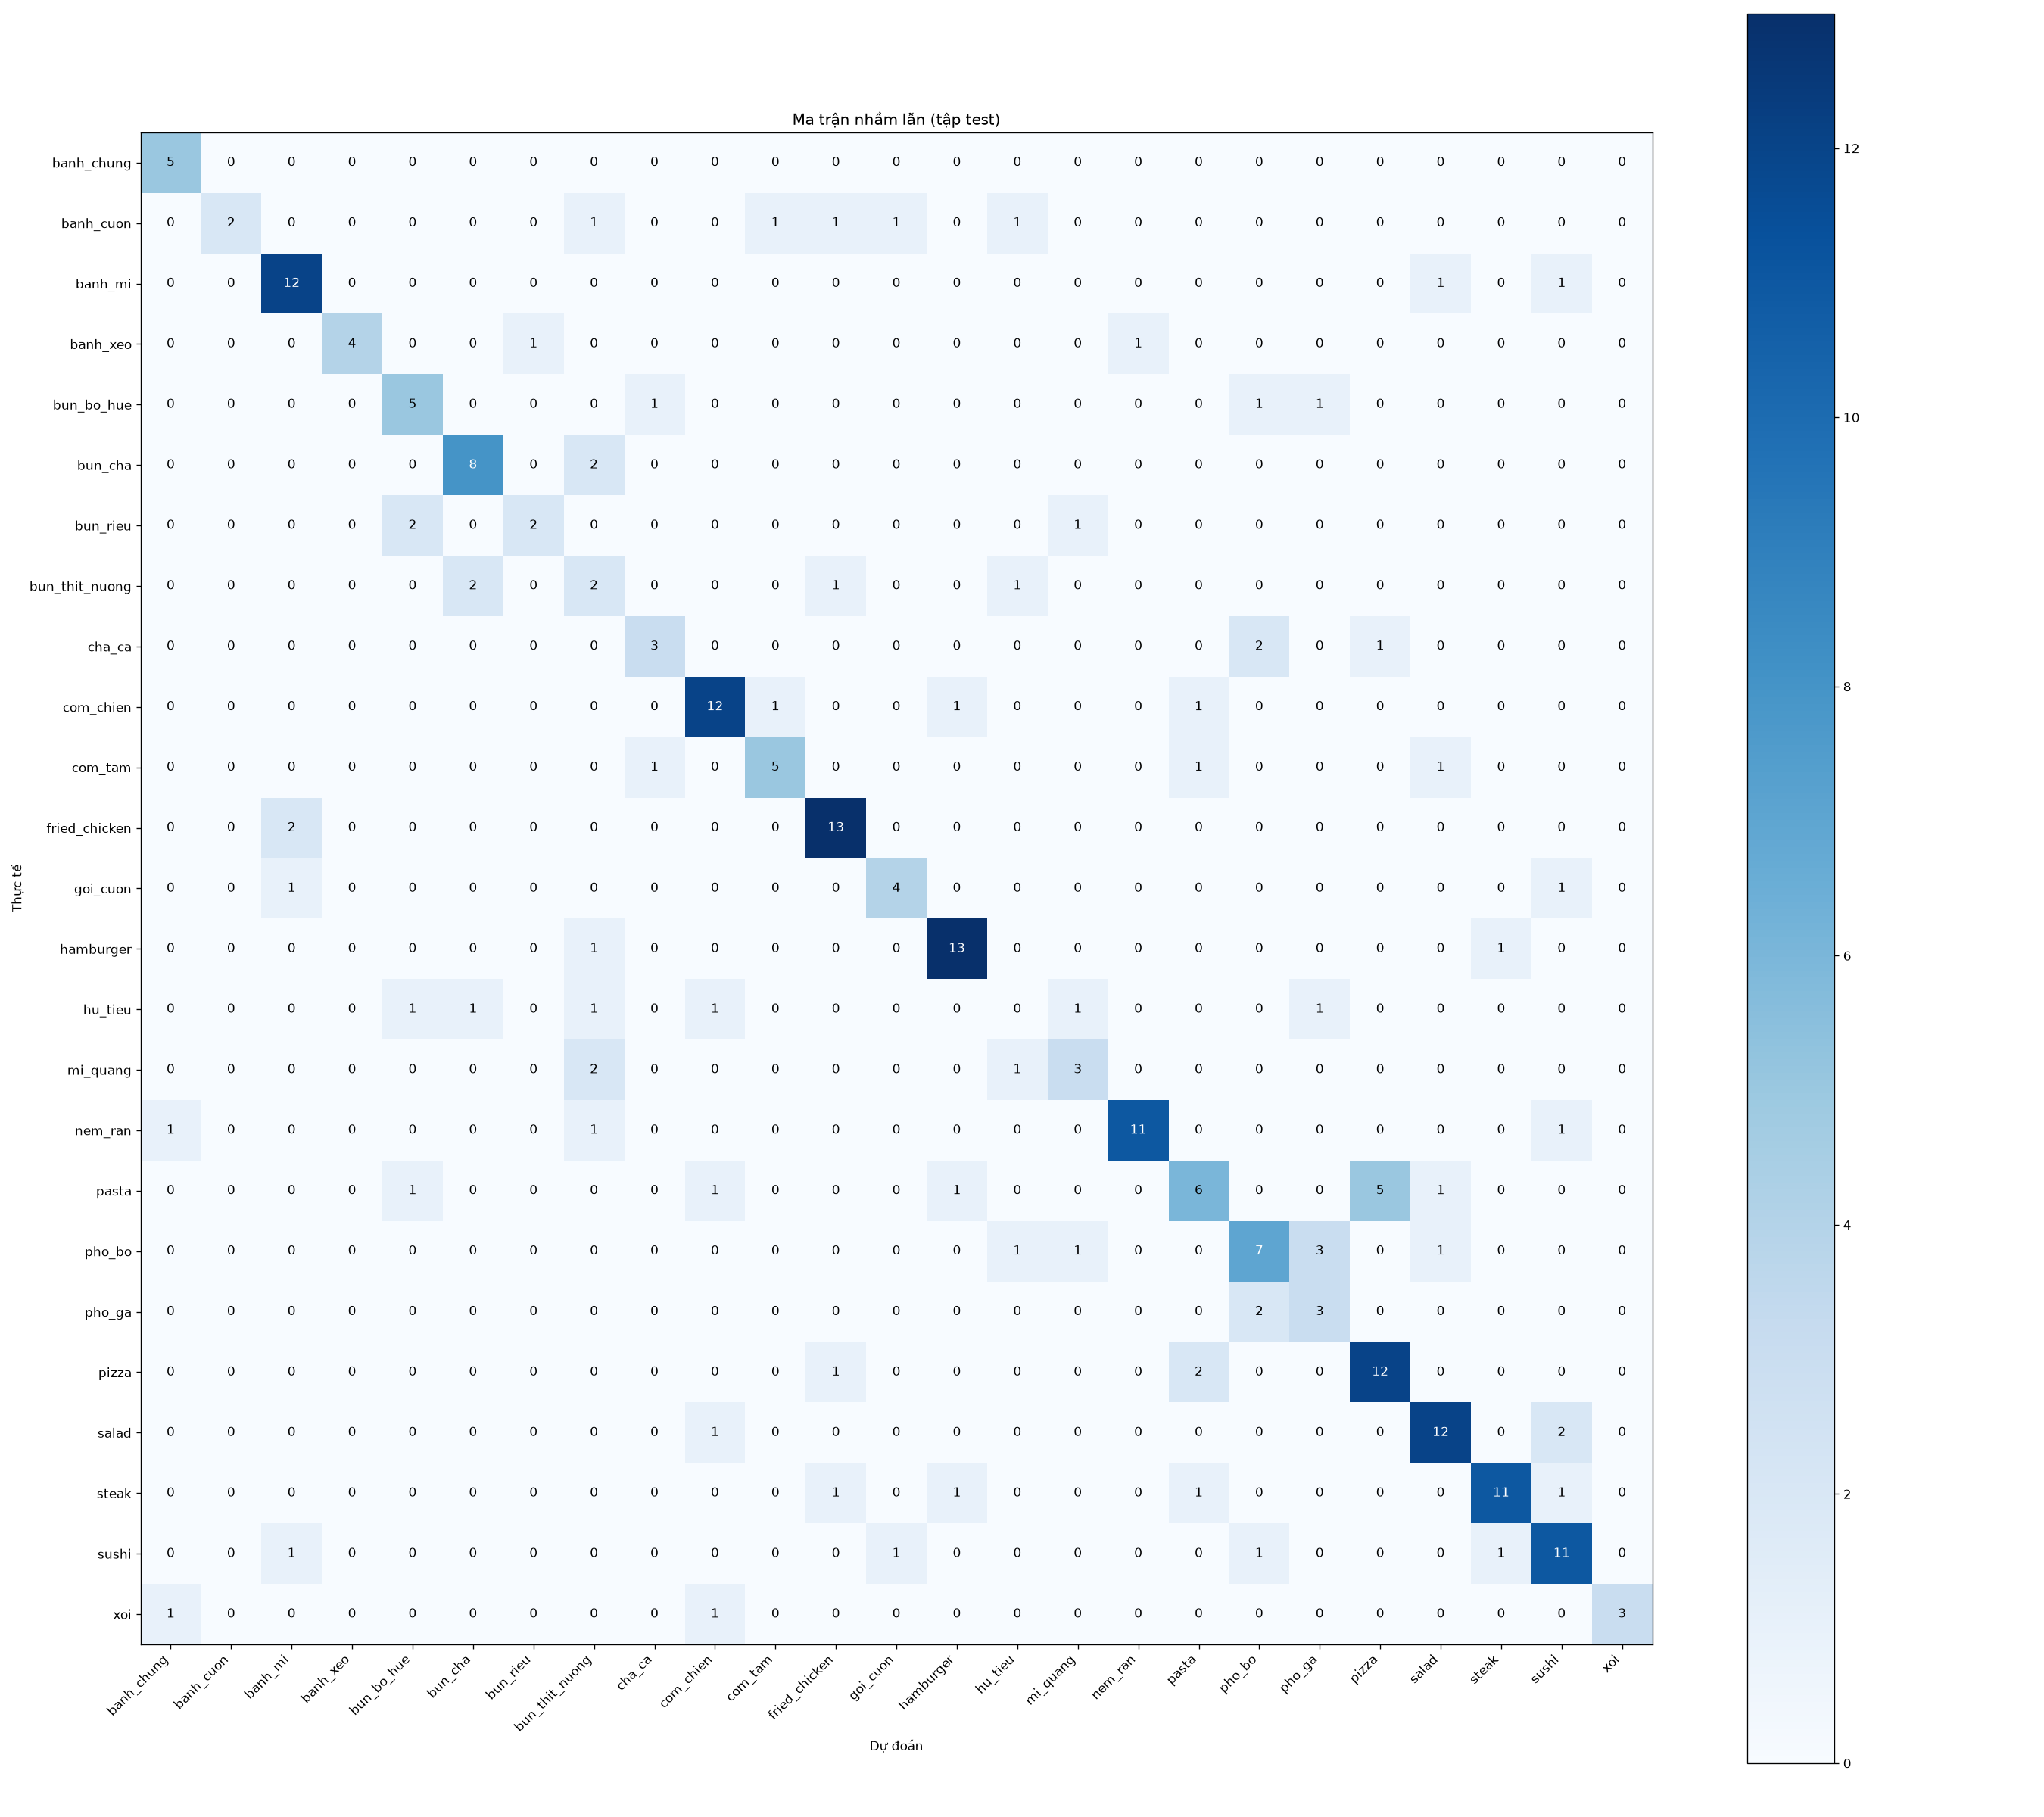 Ma trận nhầm lẫn (tập test)
banh_chung 5 0 0 0 0 0 0 0 0 0 0 0 0 0 0 0 0 0 0 0 0 0 0 0 0
banh_cuon 0 2 0 0 0 0 0 1 0 0 1 1 1 0 1 0 0 0 0 0 0 0 0 0 0
banh_mi 0 0 12 0 0 0 0 0 0 0 0 0 0 0 0 0 0 0 0 0 0 1 0 1 0
banh_xeo 0 0 0 4 0 0 1 0 0 0 0 0 0 0 0 0 1 0 0 0 0 0 0 0 0
bun_bo_hue 0 0 0 0 5 0 0 0 1 0 0 0 0 0 0 0 0 0 1 1 0 0 0 0 0
bun_cha 0 0 0 0 0 8 0 2 0 0 0 0 0 0 0 0 0 0 0 0 0 0 0 0 0
bun_rieu 0 0 0 0 2 0 2 0 0 0 0 0 0 0 0 1 0 0 0 0 0 0 0 0 0
bun_thit_nuong 0 0 0 0 0 2 0 2 0 0 0 1 0 0 1 0 0 0 0 0 0 0 0 0 0
cha_ca 0 0 0 0 0 0 0 0 3 0 0 0 0 0 0 0 0 0 2 0 1 0 0 0 0
com_chien 0 0 0 0 0 0 0 0 0 12 1 0 0 1 0 0 0 1 0 0 0 0 0 0 0
com_tam 0 0 0 0 0 0 0 0 1 0 5 0 0 0 0 0 0 1 0 0 0 1 0 0 0
fried_chicken 0 0 2 0 0 0 0 0 0 0 0 13 0 0 0 0 0 0 0 0 0 0 0 0 0
goi_cuon 0 0 1 0 0 0 0 0 0 0 0 0 4 0 0 0 0 0 0 0 0 0 0 1 0
hamburger 0 0 0 0 0 0 0 1 0 0 0 0 0 13 0 0 0 0 0 0 0 0 1 0 0
hu_tieu 0 0 0 0 1 1 0 1 0 1 0 0 0 0 0 1 0 0 0 1 0 0 0 0 0
mi_quang 0 0 0 0 0 0 0 2 0 0 0 0 0 0 1 3 0 0 0 0 0 0 0 0 0
nem_ran 1 0 0 0 0 0 0 1 0 0 0 0 0 0 0 0 11 0 0 0 0 0 0 1 0
pasta 0 0 0 0 1 0 0 0 0 1 0 0 0 1 0 0 0 6 0 0 5 1 0 0 0
pho_bo 0 0 0 0 0 0 0 0 0 0 0 0 0 0 1 1 0 0 7 3 0 1 0 0 0
pho_ga 0 0 0 0 0 0 0 0 0 0 0 0 0 0 0 0 0 0 2 3 0 0 0 0 0
pizza 0 0 0 0 0 0 0 0 0 0 0 1 0 0 0 0 0 2 0 0 12 0 0 0 0
salad 0 0 0 0 0 0 0 0 0 1 0 0 0 0 0 0 0 0 0 0 0 12 0 2 0
steak 0 0 0 0 0 0 0 0 0 0 0 1 0 1 0 0 0 1 0 0 0 0 11 1 0
sushi 0 0 1 0 0 0 0 0 0 0 0 0 1 0 0 0 0 0 1 0 0 0 1 11 0
xoi 1 0 0 0 0 0 0 0 0 1 0 0 0 0 0 0 0 0 0 0 0 0 0 0 3
banh_chung banh_cuon banh_mi banh_xeo bun_bo_hue bun_cha bun_rieu bun_thit_nuong cha_ca com_chien com_tam fried_chicken goi_cuon hamburger hu_tieu mi_quang nem_ran pasta pho_bo pho_ga pizza salad steak sushi xoi
Dự đoán
Thực tế
12
10
8
6
4
2
0